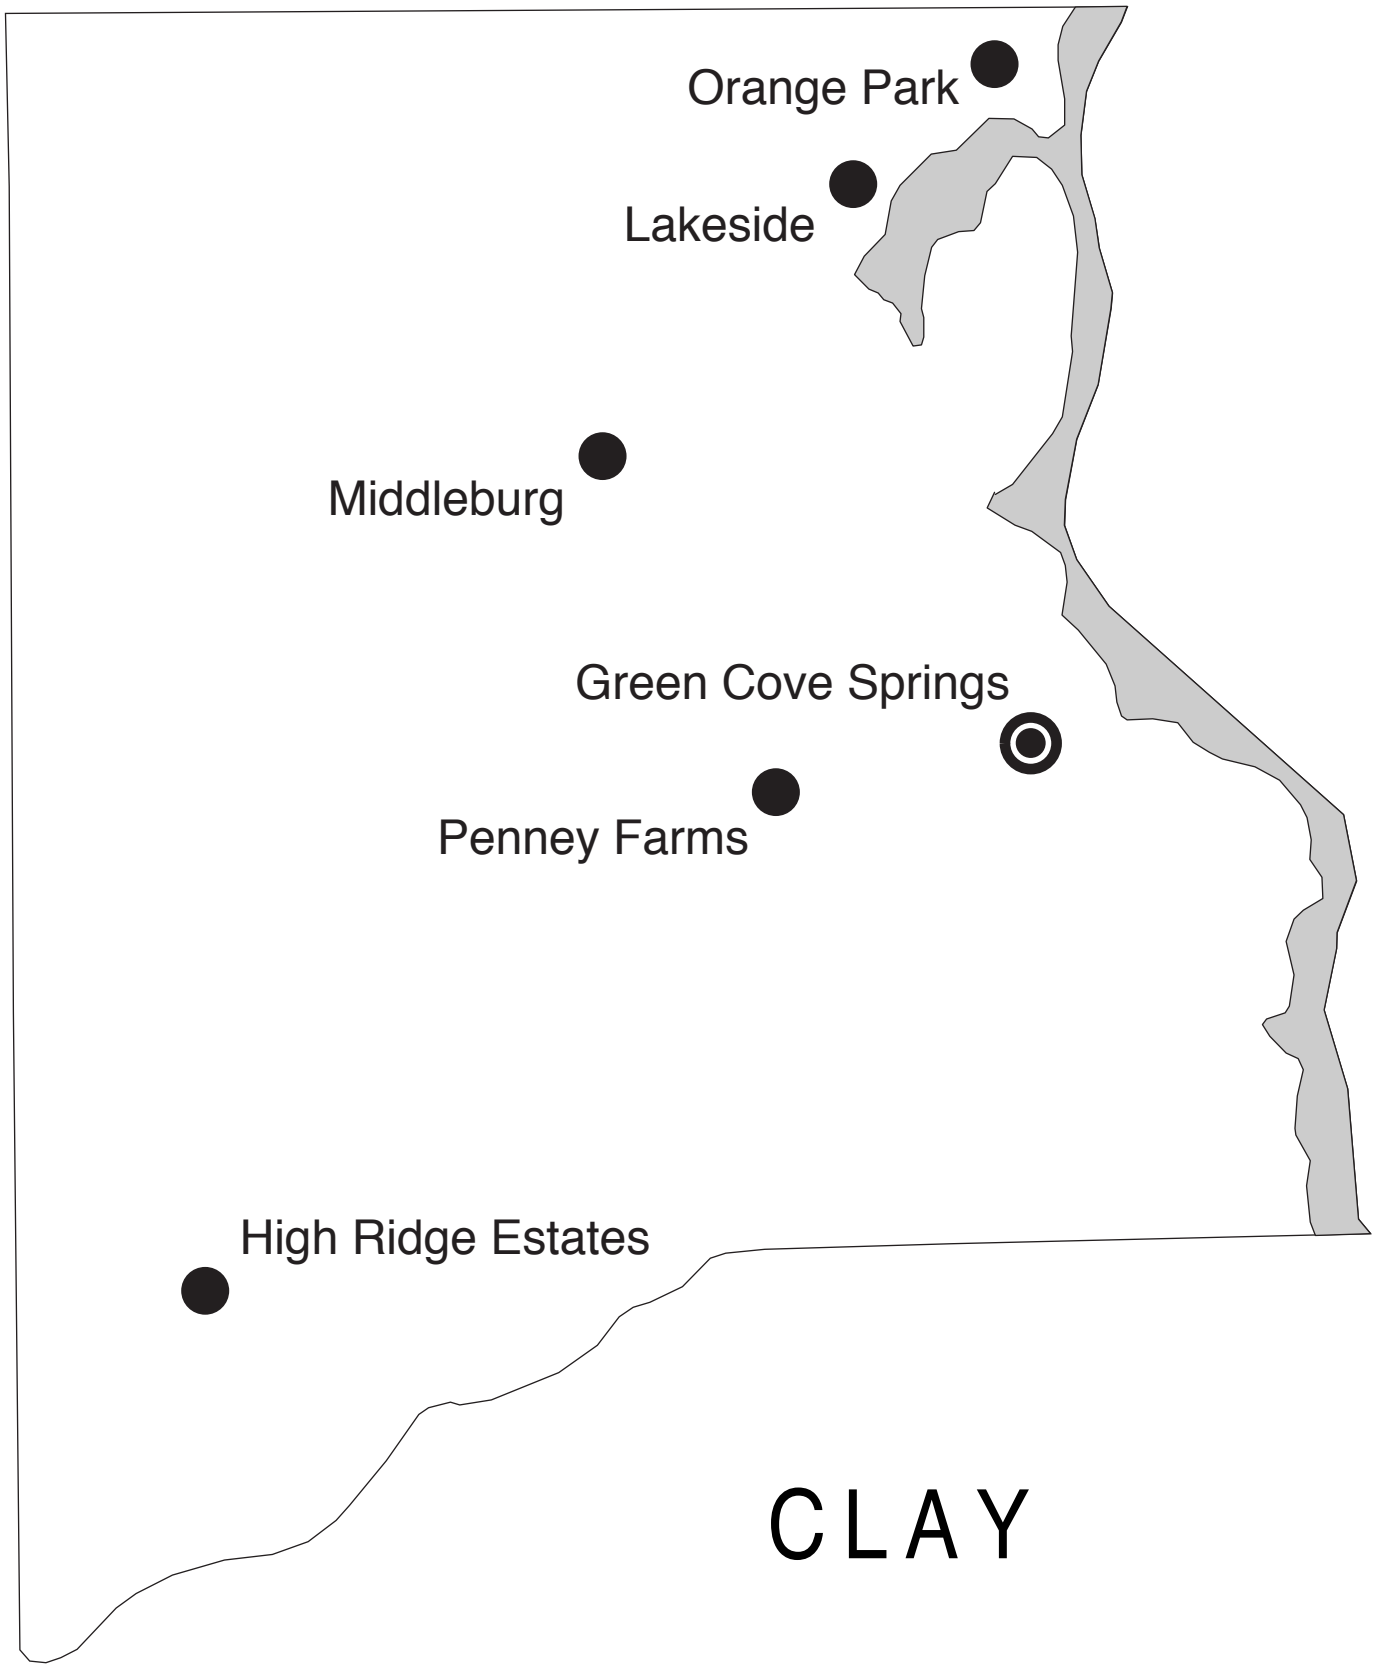 Orange Park
Lakeside
Middleburg
Green Cove Springs
Penney Farms
High Ridge Estates
CLAY